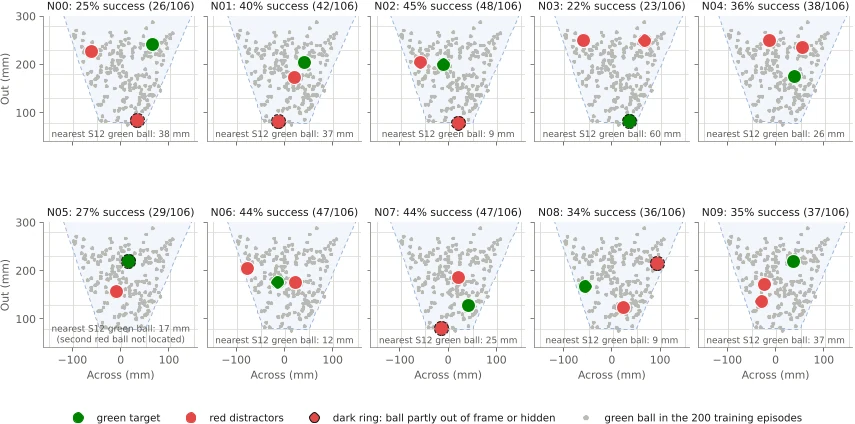 N00: 25% success (26/106)
N01: 40% success (42/106)
N02: 45% success (48/106)
N03: 22% success (23/106)
N04: 36% success (38/106)
300
200
100
Out (mm)
nearest S12 green ball: 38 mm
nearest S12 green ball: 37 mm
nearest S12 green ball: 9 mm
nearest S12 green ball: 60 mm
nearest S12 green ball: 26 mm
N05: 27% success (29/106)
N06: 44% success (47/106)
N07: 44% success (47/106)
N08: 34% success (36/106)
N09: 35% success (37/106)
300
200
100
Out (mm)
nearest S12 green ball: 17 mm
(second red ball not located)
nearest S12 green ball: 12 mm
nearest S12 green ball: 25 mm
nearest S12 green ball: 9 mm
nearest S12 green ball: 37 mm
−100 0 100
−100 0 100
−100 0 100
−100 0 100
−100 0 100
Across (mm)
Across (mm)
Across (mm)
Across (mm)
Across (mm)
green target
red distractors
dark ring: ball partly out of frame or hidden
green ball in the 200 training episodes